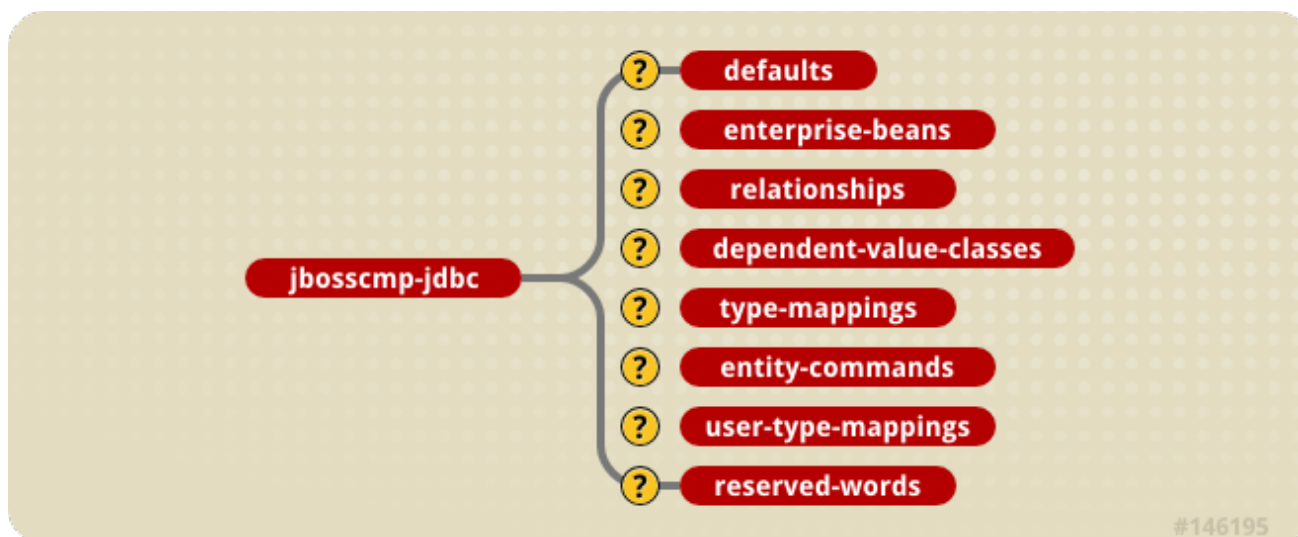 ? defaults
? enterprise-beans
? relationships
? dependent-value-classes
jbosscmp-jdbc
? type-mappings
? entity-commands
? user-type-mappings
? reserved-words
#146195